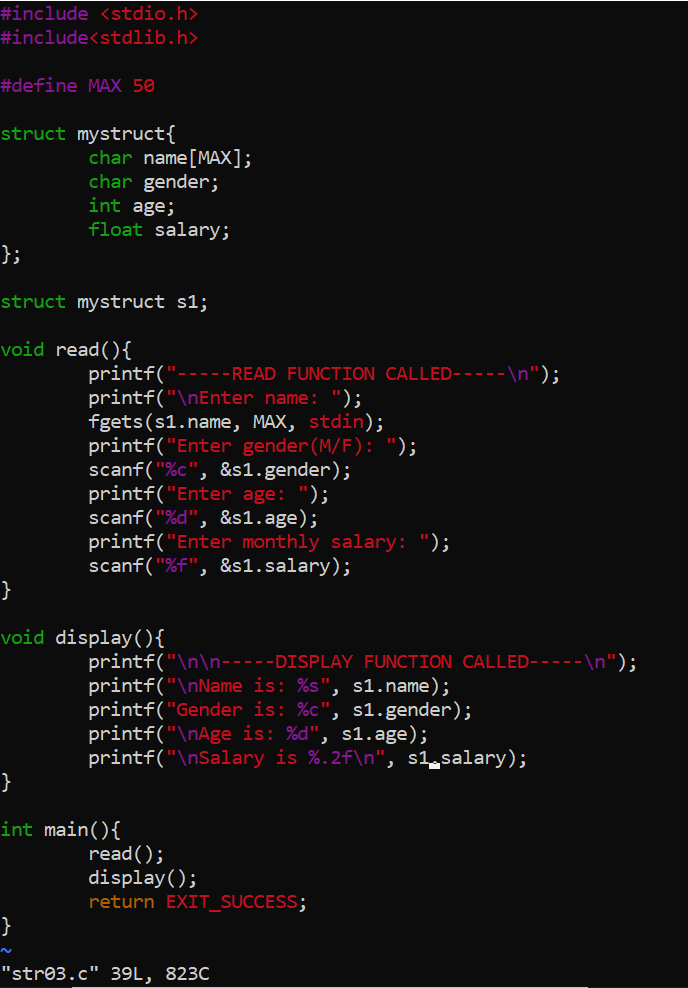 #include <stdio.h>
#include<stdlib.h>
#define MAX 50
struct mystruct{
        char name[MAX];
        char gender;
        int age;
        float salary;
};
struct mystruct s1;
void read(){
        printf("-----READ FUNCTION CALLED-----\n");
        printf("\nEnter name: ");
        fgets(s1.name, MAX, stdin);
        printf("Enter gender(M/F): ");
        scanf("%c", &s1.gender);
        printf("Enter age: ");
        scanf("%d", &s1.age);
        printf("Enter monthly salary: ");
        scanf("%f", &s1.salary);
}
void display(){
        printf("\n\n-----DISPLAY FUNCTION CALLED-----\n");
        printf("\nName is: %s", s1.name);
        printf("Gender is: %c", s1.gender);
        printf("\nAge is: %d", s1.age);
        printf("\nSalary is %.2f\n", s1.salary);
}
int main(){
        read();
        display();
        return EXIT_SUCCESS;
}
~
"str03.c" 39L, 823C